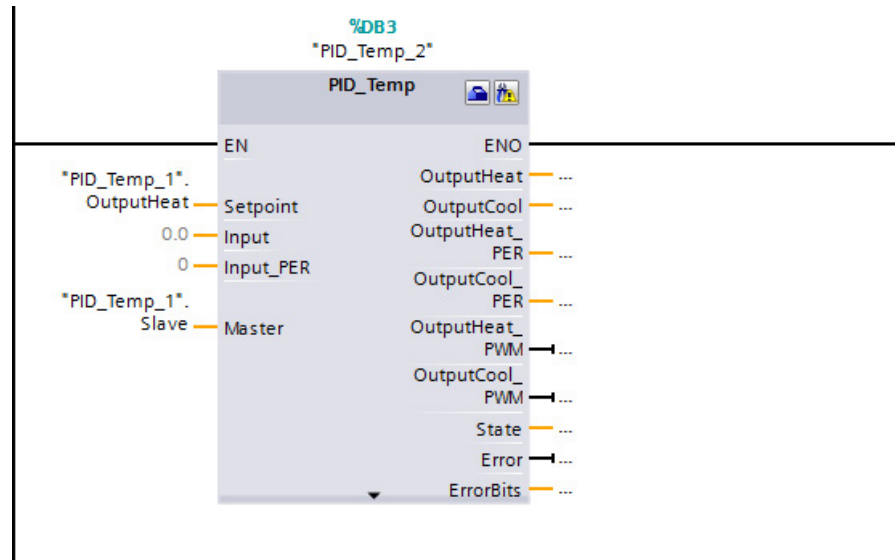 %DB3
"PID_Temp_2"
PID_Temp
EN
ENO
"PID_Temp_1".
OutputHeat
Setpoint
0.0
Input
0
Input_PER
"PID_Temp_1".
Slave
Master
OutputHeat
...
OutputCool
...
OutputHeat_
PER
...
OutputCool_
PER
...
OutputHeat_
PWM
...
OutputCool_
PWM
...
State
...
Error
...
ErrorBits
...